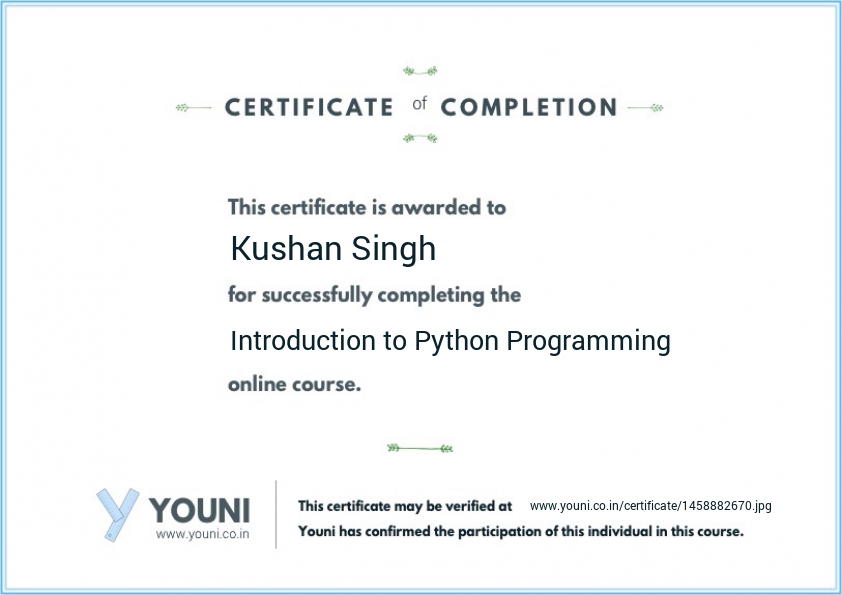 CERTIFICATE of COMPLETION
This certificate is awarded to
Kushan Singh
for successfully completing the
Introduction to Python Programming
online course.
YOUNI
www.youni.co.in
This certificate may be verified at www.youni.co.in/certificate/1458882670.jpg
Youni has confirmed the participation of this individual in this course.